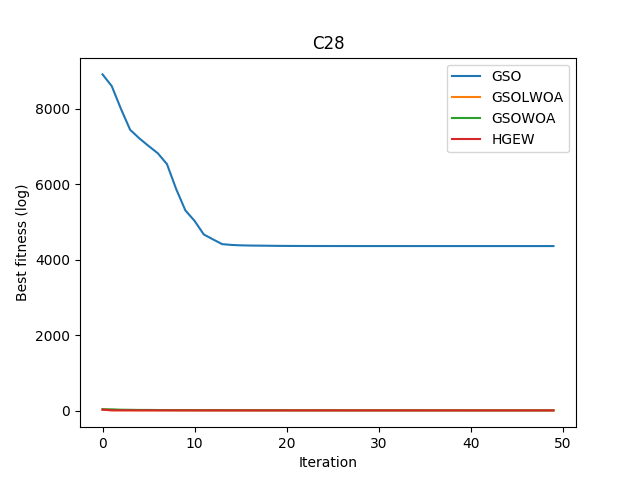 C28
GSO
GSOLWOA
GSOWOA
HGEW
Best fitness (log)
8000
6000
4000
2000
0
0 10 20 30 40 50
Iteration